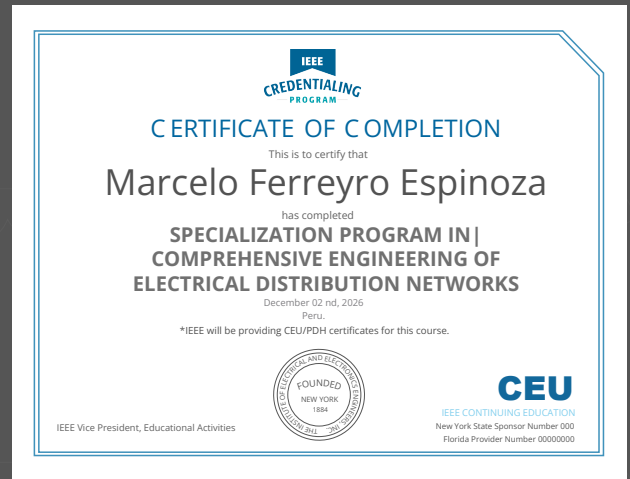 IEEE
CREDENTIALING
PROGRAM
CERTIFICATE OF COMPLETION
This is to certify that
Marcelo Ferreyro Espinoza
has completed
SPECIALIZATION PROGRAM IN|
COMPREHENSIVE ENGINEERING OF
ELECTRICAL DISTRIBUTION NETWORKS
December 02 nd, 2026
Peru.
*IEEE will be providing CEU/PDH certificates for this course.
THE INSTITUTE OF ELECTRICAL AND ELECTRONICS ENGINEERS, INC.
FOUNDED
NEW YORK
1884
CEU
IEEE CONTINUING EDUCATION
New York State Sponsor Number 000
Florida Provider Number 00000000
IEEE Vice President, Educational Activities